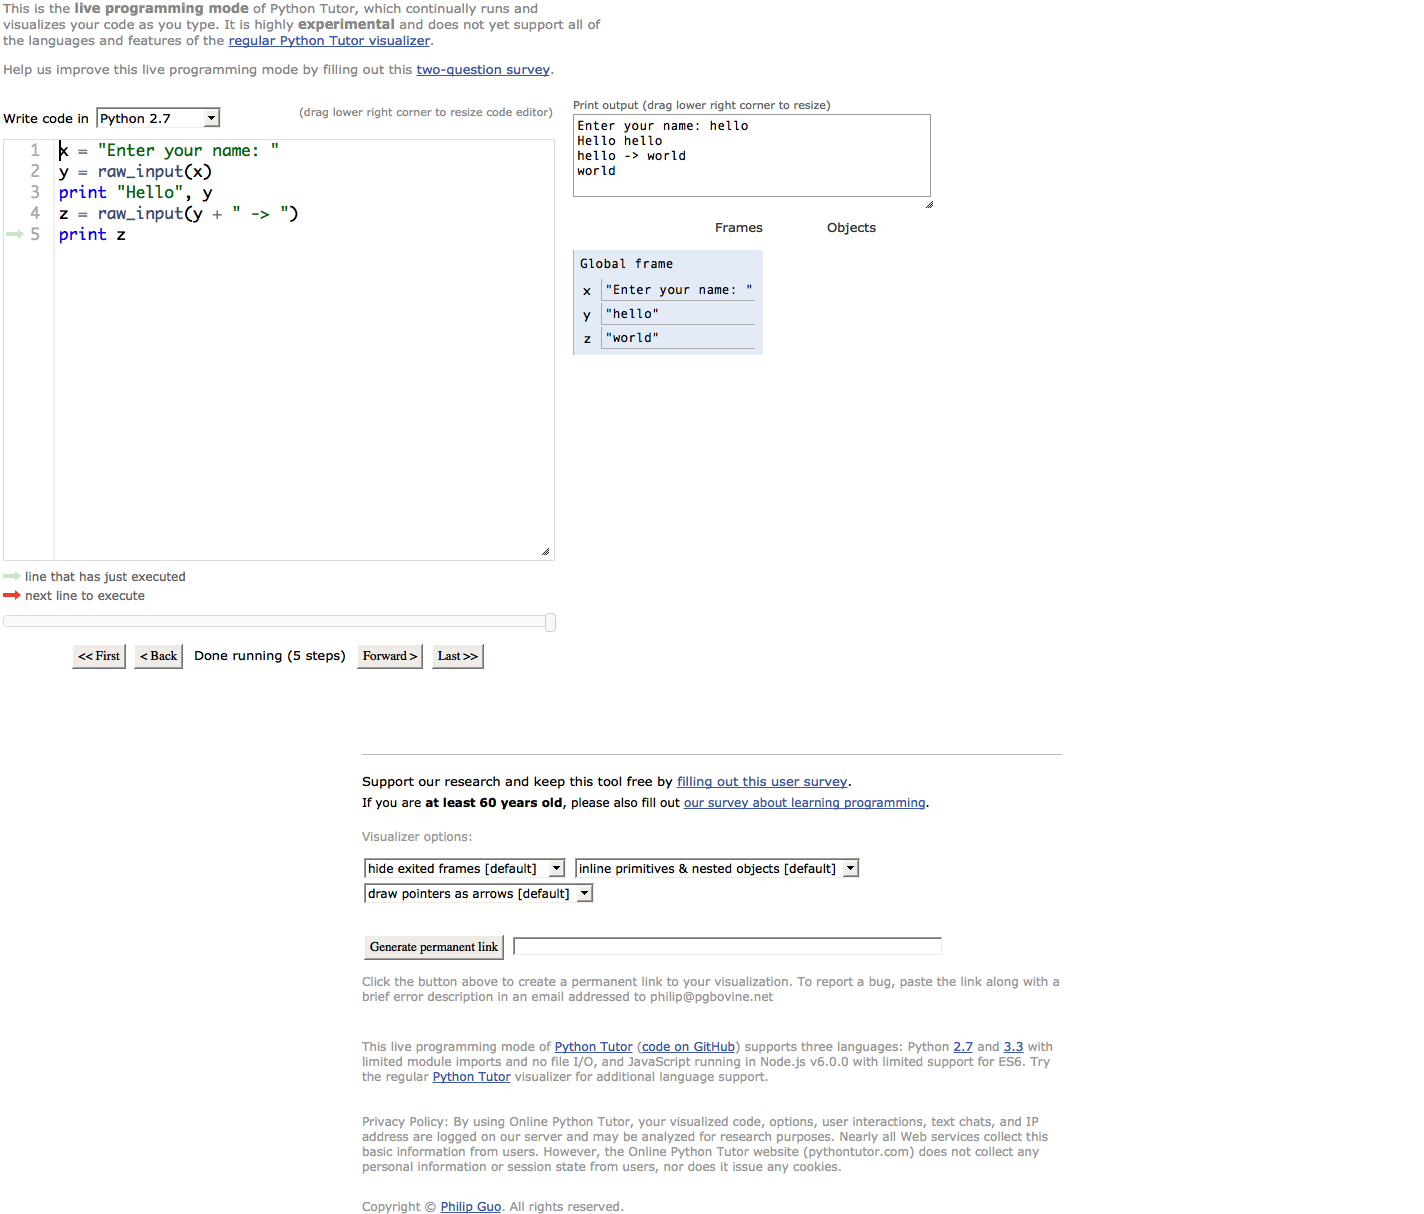 This is the live programming mode of Python Tutor, which continually runs and
visualizes your code as you type. It is highly experimental and does not yet support all of
the languages and features of the regular Python Tutor visualizer.
Help us improve this live programming mode by filling out this two-question survey.
Write code in Python 2.7 (drag lower right corner to resize code editor)
1 x = "Enter your name: "
2 y = raw_input(x)
3 print "Hello", y
4 z = raw_input(y + " -> ")
5 print z
line that has just executed
next line to execute
<< First < Back Done running (5 steps) Forward > Last >>
Print output (drag lower right corner to resize)
Enter your name: hello
Hello hello
hello -> world
world
Frames Objects
Global frame
x "Enter your name: "
y "hello"
z "world"
Support our research and keep this tool free by filling out this user survey.
If you are at least 60 years old, please also fill out our survey about learning programming.
Visualizer options:
hide exited frames [default] inline primitives & nested objects [default]
draw pointers as arrows [default]
Generate permanent link
Click the button above to create a permanent link to your visualization. To report a bug, paste the link along with a
brief error description in an email addressed to philip@pgbovine.net
This live programming mode of Python Tutor (code on GitHub) supports three languages: Python 2.7 and 3.3 with
limited module imports and no file I/O, and JavaScript running in Node.js v6.0.0 with limited support for ES6. Try
the regular Python Tutor visualizer for additional language support.
Privacy Policy: By using Online Python Tutor, your visualized code, options, user interactions, text chats, and IP
address are logged on our server and may be analyzed for research purposes. Nearly all Web services collect this
basic information from users. However, the Online Python Tutor website (pythontutor.com) does not collect any
personal information or session state from users, nor does it issue any cookies.
Copyright © Philip Guo. All rights reserved.